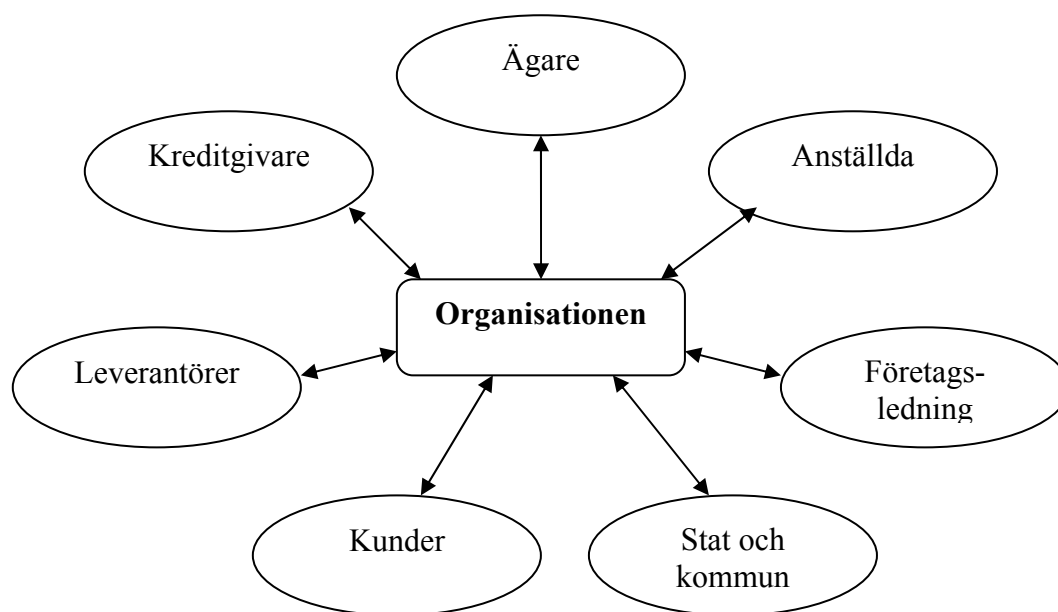 Ägare
Kreditgivare
Anställda
Organisationen
Leverantörer
Företags-
ledning
Kunder
Stat och
kommun